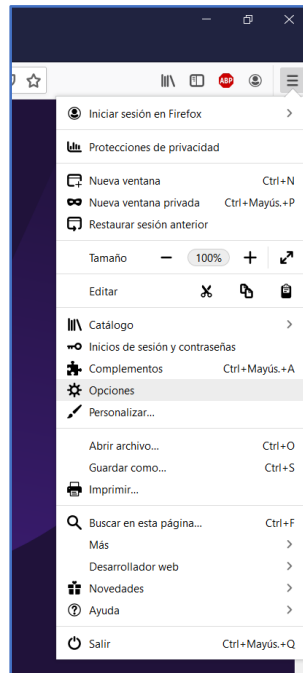 ABP
Iniciar sesión en Firefox
Protecciones de privacidad
Nueva ventana Ctrl+N
Nueva ventana privada Ctrl+Mayús.+P
Restaurar sesión anterior
Tamaño 100%
Editar
Catálogo
Inicios de sesión y contraseñas
Complementos Ctrl+Mayús.+A
Opciones
Personalizar...
Abrir archivo... Ctrl+O
Guardar como... Ctrl+S
Imprimir...
Buscar en esta página... Ctrl+F
Más
Desarrollador web
Novedades
Ayuda
Salir Ctrl+Mayús.+Q